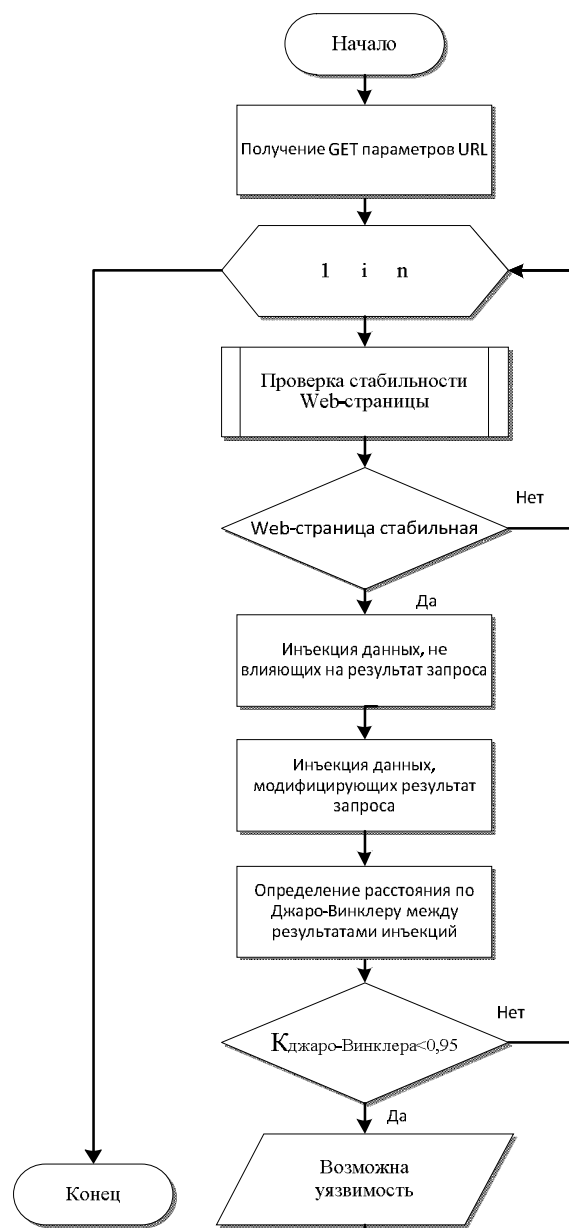 Начало
Получение GET параметров URL
1 i n
Проверка стабильности
Web-страницы
Нет
Web-страница стабильная
Да
Инъекция данных, не
влияющих на результат запроса
Инъекция данных,
модифицирующих результат
запроса
Определение расстояния по
Джаро-Винклеру между
результатами инъекций
Нет
Кджаро-Винклера<0,95
Да
Возможна
уязвимость
Конец